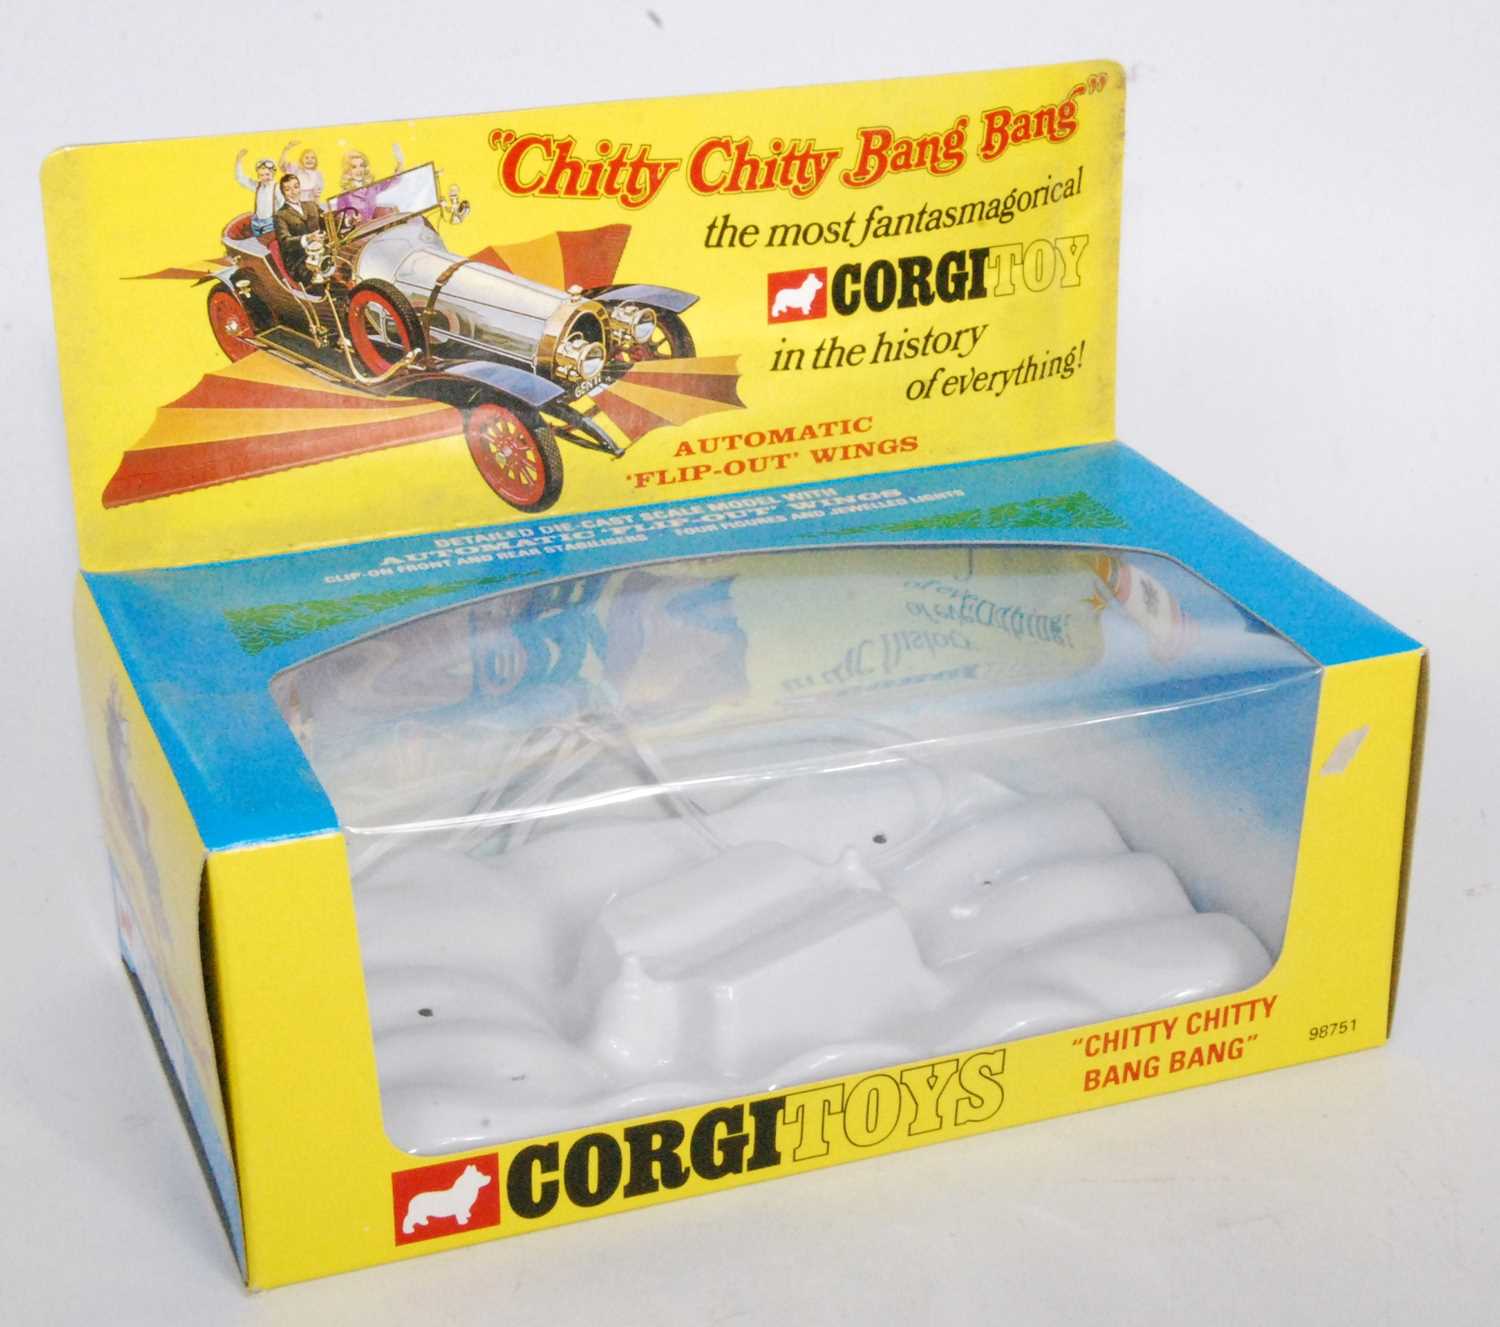 "Chitty Chitty Bang Bang"
the most fantasmagorical
CORGI TOY
in the history
of everything!
AUTOMATIC
'FLIP-OUT' WINGS
DETAILED DIE-CAST SCALE MODEL WITH
AUTOMATIC 'FLIP-OUT' WINGS
CLIP-ON FRONT AND REAR STABILISERS FOUR FIGURES AND JEWELLED LIGHTS
CORGI TOYS
"CHITTY CHITTY
BANG BANG"
98751